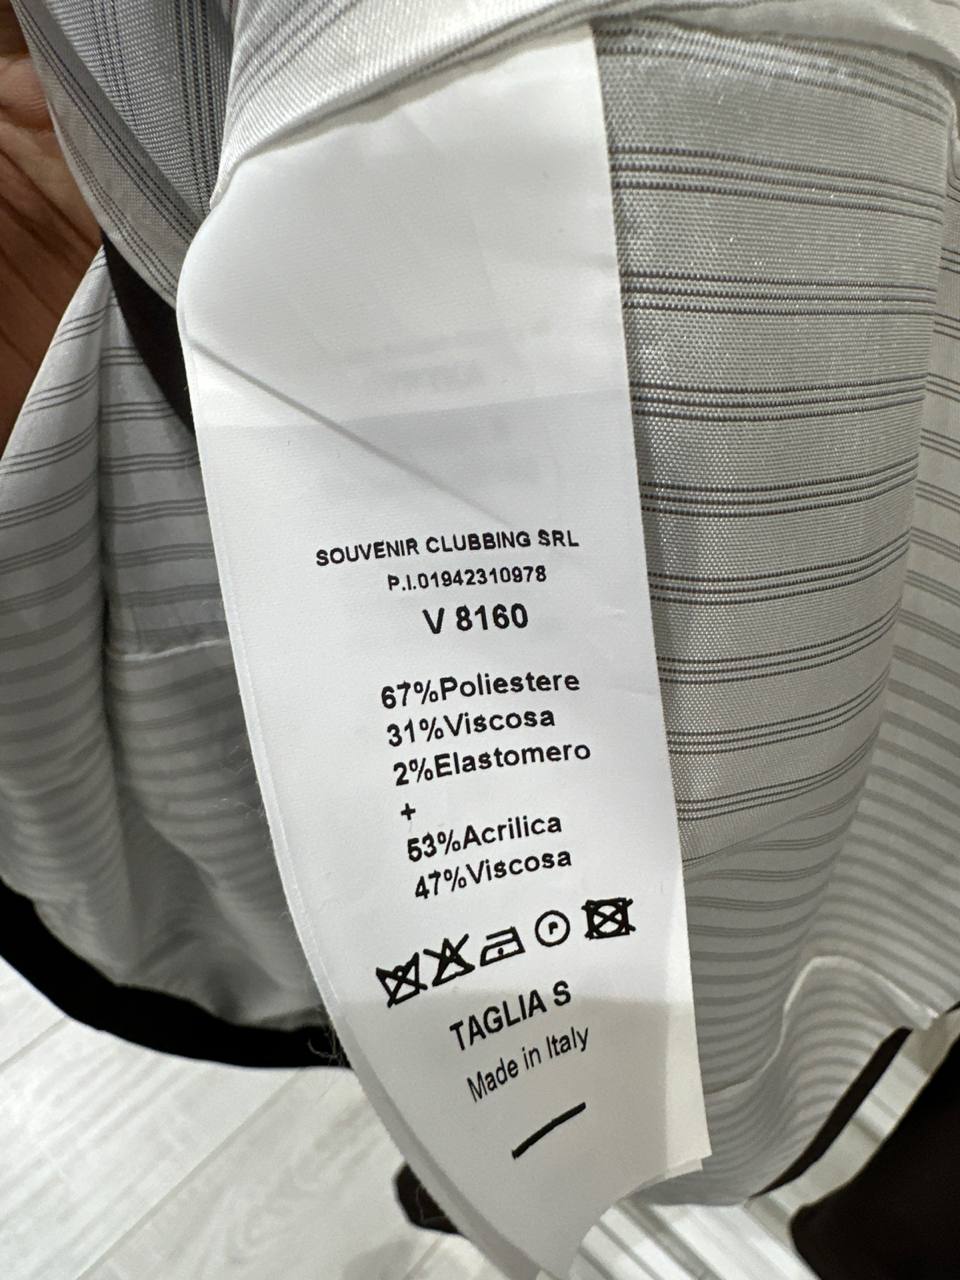 SOUVENIR CLUBBING SRL
P.I.01942310978
V 8160
67%Poliestere
31%Viscosa
2%Elastomero
+
53%Acrilica
47%Viscosa
P
TAGLIA S
Made in Italy